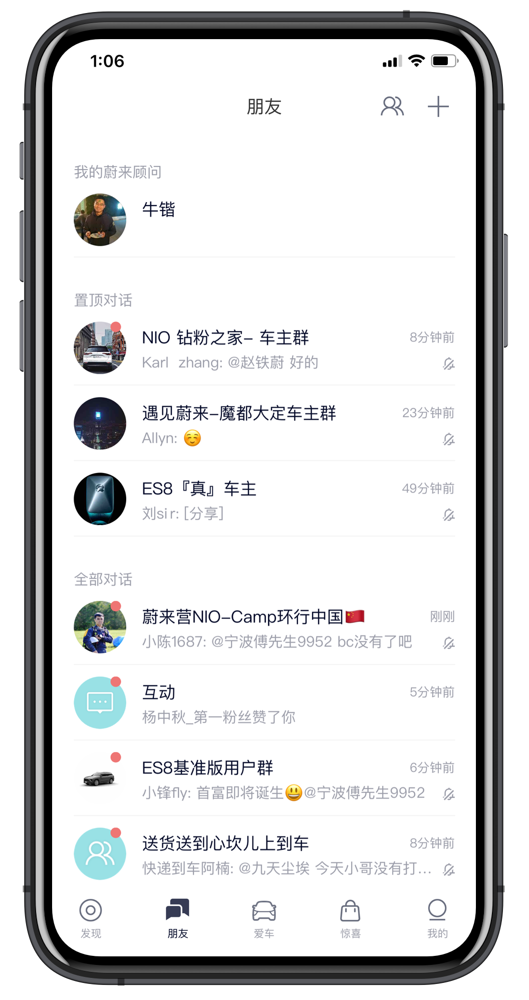 1:06
朋友
我的蔚来顾问
牛锴
置顶对话
NIO 钻粉之家- 车主群
8分钟前
Karl  zhang: @赵铁蔚 好的
遇见蔚来-魔都大定车主群
23分钟前
Allyn: ☺️
ES8『真』车主
49分钟前
刘sir: [分享]
全部对话
蔚来营NIO-Camp环行中国🇨🇳
刚刚
小陈1687: @宁波傅先生9952 bc没有了吧
互动
5分钟前
杨中秋_第一粉丝赞了你
ES8基准版用户群
6分钟前
小锋fly: 首富即将诞生😃@宁波傅先生9952
送货送到心坎儿上到车
8分钟前
快递到车阿楠: @九天尘埃 今天小哥没有打...
发现
朋友
爱车
惊喜
我的